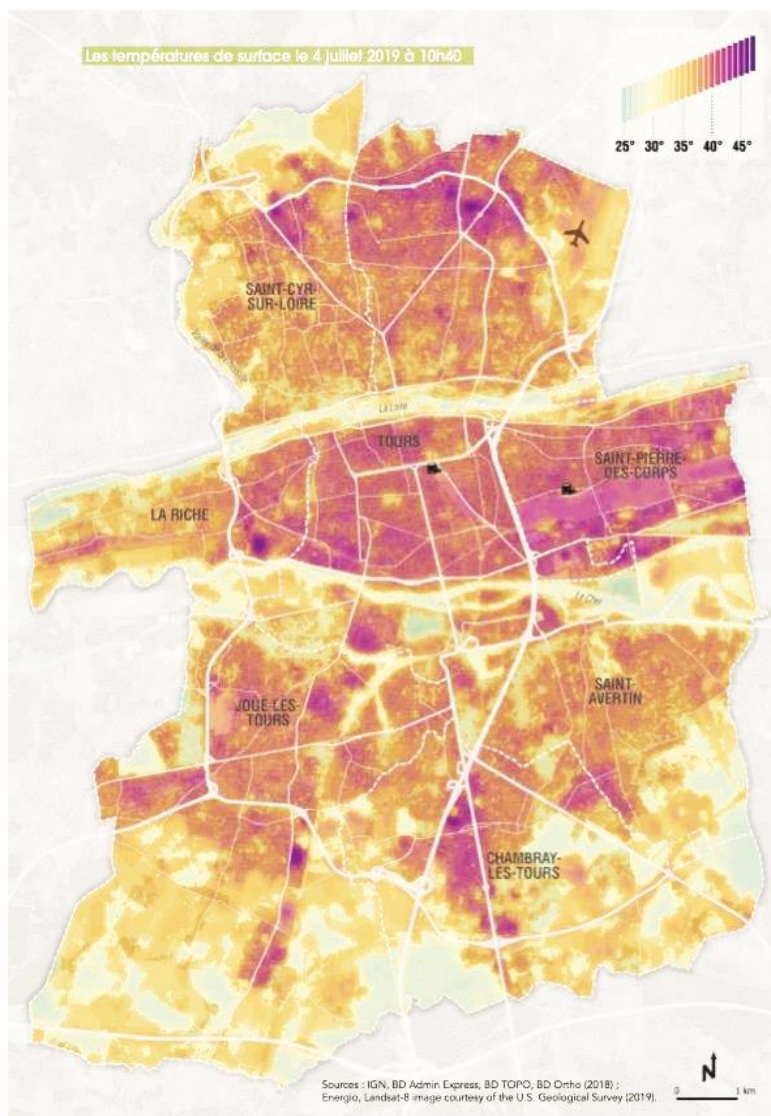 Les températures de surface le 4 juillet 2019 à 10h40
25° 30° 35° 40° 45°
SAINT-CYR-
SUR-LOIRE
La Loire
TOURS
SAINT-PIERRE-
DES-CORPS
LA RICHE
Le Cher
JOUÉ-LES-
TOURS
SAINT-
AVERTIN
CHAMBRAY-
LES-TOURS
Sources : IGN, BD Admin Express, BD TOPO, BD Ortho (2018) ;
Energio, Landsat-8 image courtesy of the U.S. Geological Survey (2019).
N
0 1 km